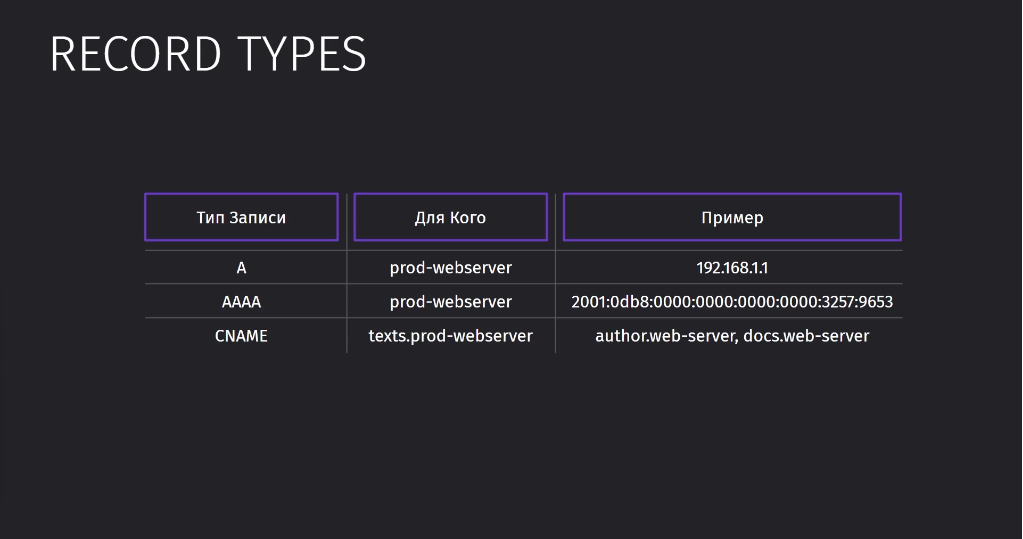 RECORD TYPES
Тип Записи Для Кого Пример
A prod-webserver 192.168.1.1
AAAA prod-webserver 2001:0db8:0000:0000:0000:0000:3257:9653
CNAME texts.prod-webserver author.web-server, docs.web-server